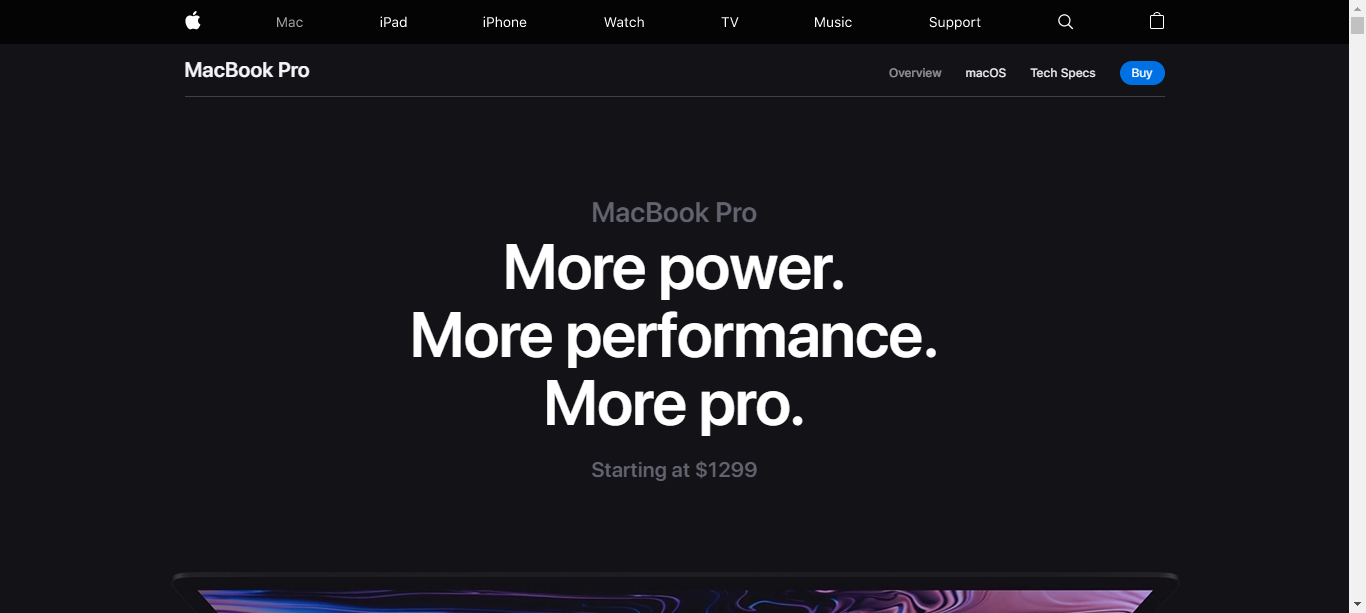 Mac iPad iPhone Watch TV Music Support
MacBook Pro
Overview macOS Tech Specs Buy
MacBook Pro
More power.
More performance.
More pro.
Starting at $1299